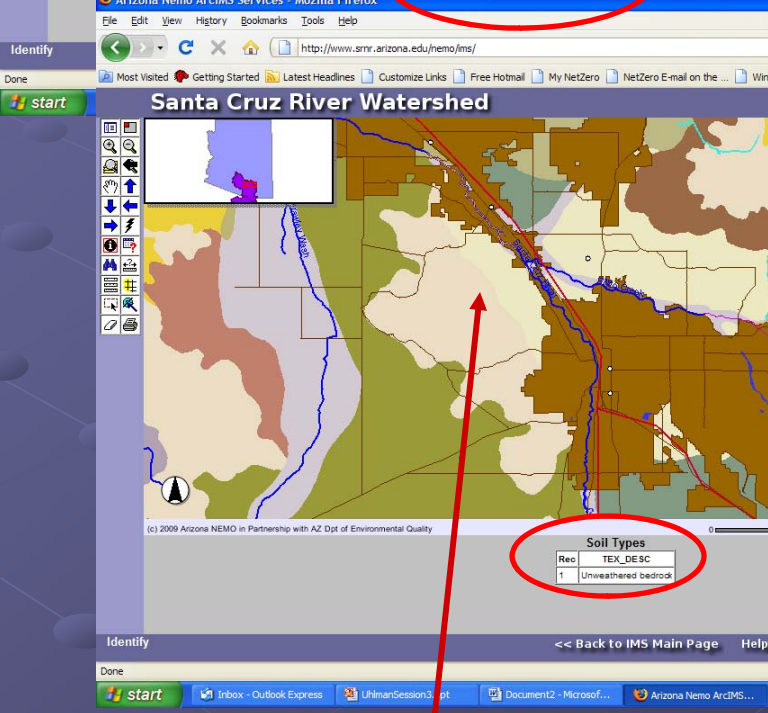 Arizona Nemo ArcIMS Services - Mozilla Firefox
File Edit View History Bookmarks Tools Help
http://www.srnr.arizona.edu/nemo/ims/
Most Visited Getting Started Latest Headlines Customize Links Free Hotmail My NetZero NetZero E-mail on the ... Win
Identify
Done
start
Santa Cruz River Watershed
Wash
(c) 2009 Arizona NEMO in Partnership with AZ Dpt of Environmental Quality
0
Soil Types
Rec TEX_DESC
1 Unweathered bedrock
Identify
<< Back to IMS Main Page Help
Done
start Inbox - Outlook Express UhlmanSession3.ppt Document2 - Microsof... Arizona Nemo ArcIMS...